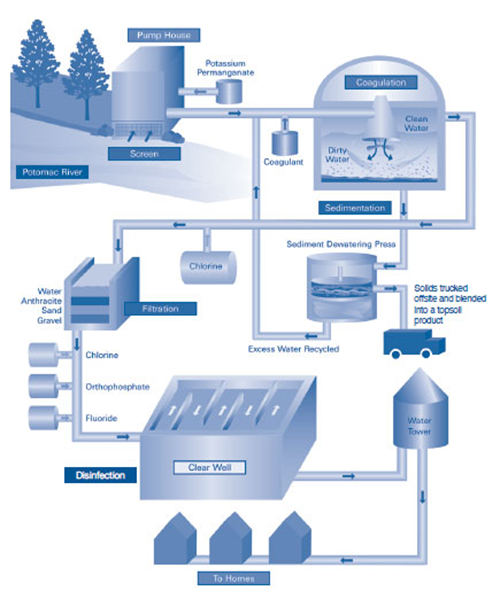 Pump House
Potassium
Permanganate
Coagulation
Clean
Water
Dirty
Water
Coagulant
Screen
Potomac River
Sedimentation
Sediment Dewatering Press
Chlorine
Water
Anthracite
Sand
Gravel
Filtration
Solids trucked
offsite and blended
into a topsoil
product
Excess Water Recycled
Chlorine
Orthophosphate
Fluoride
Water
Tower
Disinfection
Clear Well
To Homes